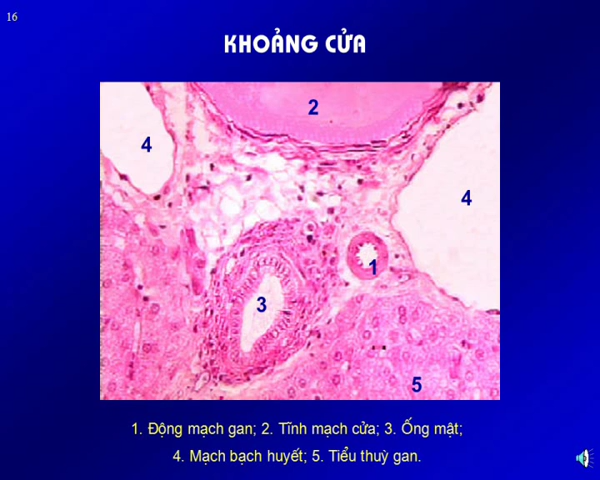 16
KHOẢNG CỬA
2
4
4
1
3
5
1. Động mạch gan; 2. Tĩnh mạch cửa; 3. Ống mật;
4. Mạch bạch huyết; 5. Tiểu thuỳ gan.